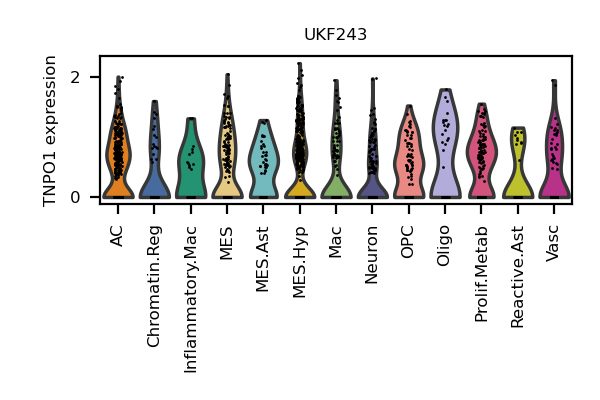 UKF243
TNPO1 expression
2
0
AC
Chromatin.Reg
Inflammatory.Mac
MES
MES.Ast
MES.Hyp
Mac
Neuron
OPC
Oligo
Prolif.Metab
Reactive.Ast
Vasc